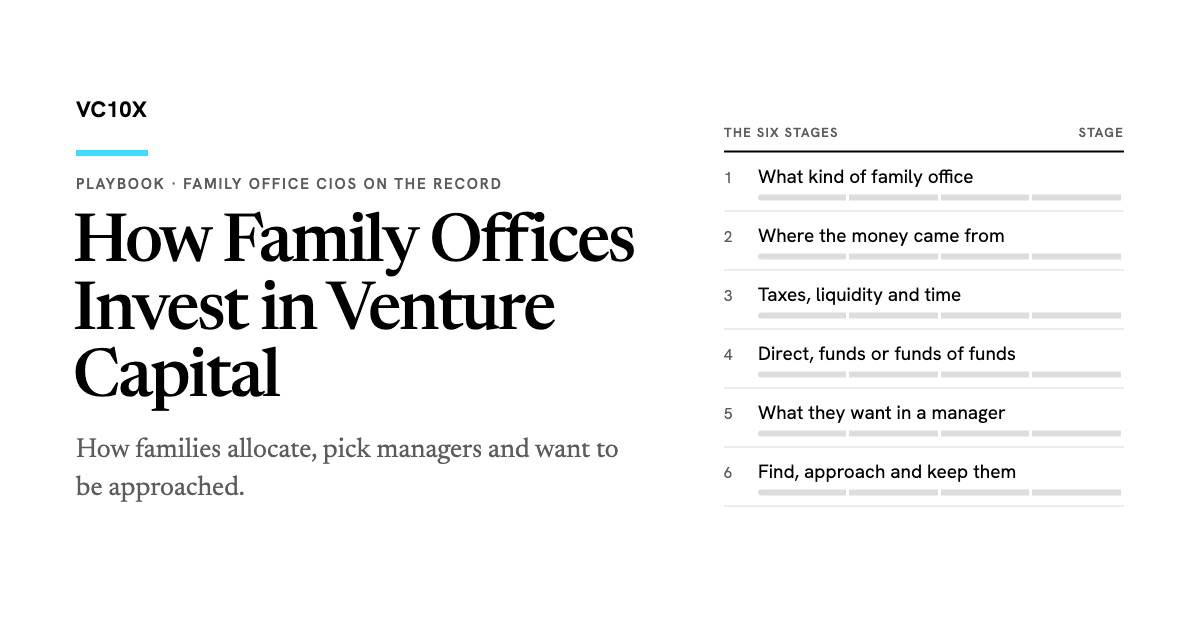 VC10X
PLAYBOOK · FAMILY OFFICE CIOS ON THE RECORD
How Family Offices
Invest in Venture
Capital
How families allocate, pick managers and want to
be approached.
THE SIX STAGES STAGE
1 What kind of family office
2 Where the money came from
3 Taxes, liquidity and time
4 Direct, funds or funds of funds
5 What they want in a manager
6 Find, approach and keep them